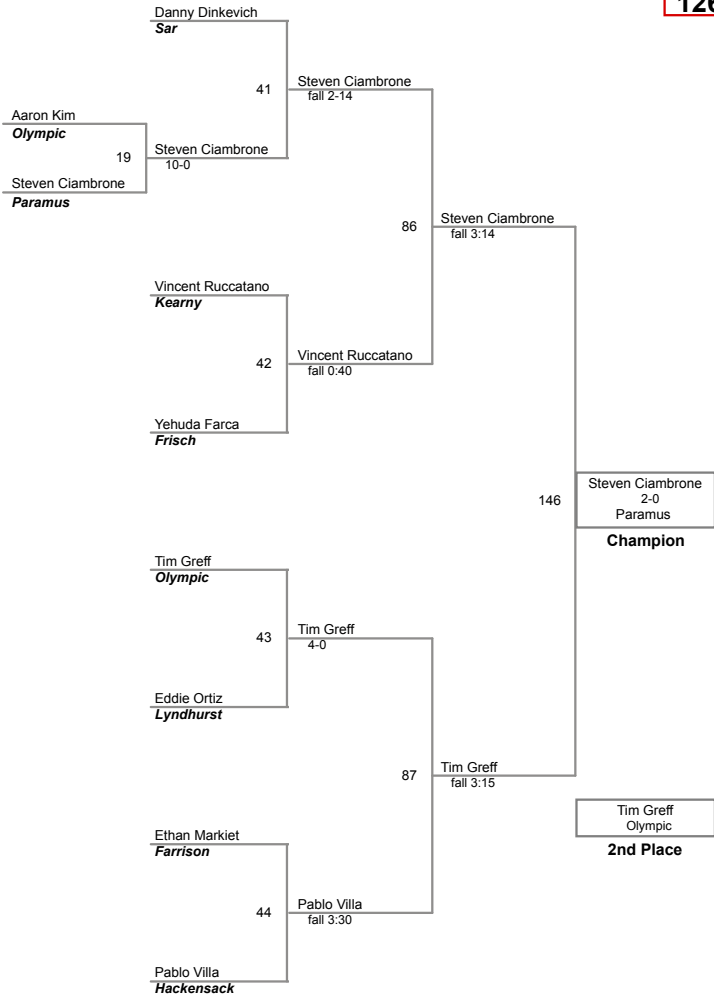 126
Danny Dinkevich
Sar
41
Steven Ciambrone
fall 2-14
Aaron Kim
Olympic
19
Steven Ciambrone
10-0
Steven Ciambrone
Paramus
86
Steven Ciambrone
fall 3:14
Vincent Ruccatano
Kearny
42
Vincent Ruccatano
fall 0:40
Yehuda Farca
Frisch
146
Steven Ciambrone
2-0
Paramus
Champion
Tim Greff
Olympic
43
Tim Greff
4-0
Eddie Ortiz
Lyndhurst
87
Tim Greff
fall 3:15
Tim Greff
Olympic
2nd Place
Ethan Markiet
Farrison
44
Pablo Villa
fall 3:30
Pablo Villa
Hackensack